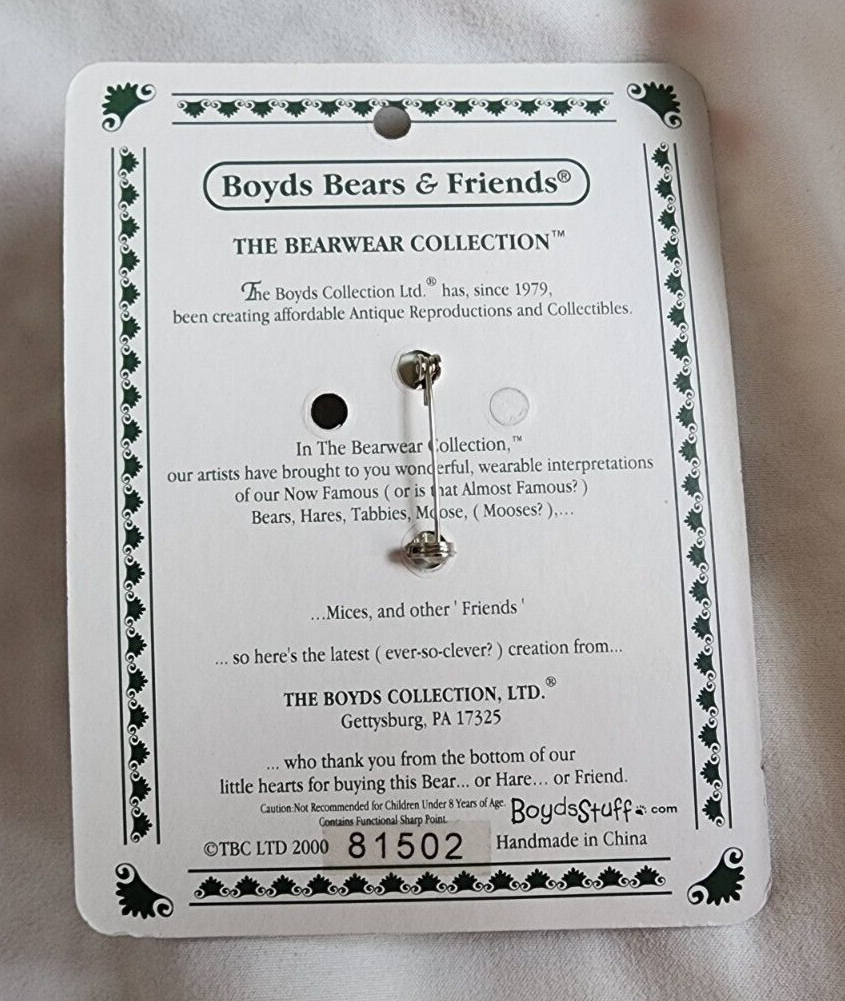 Boyds Bears & Friends®
THE BEARWEAR COLLECTION™
The Boyds Collection Ltd.® has, since 1979,
been creating affordable Antique Reproductions and Collectibles.
In The Bearwear Collection,™
our artists have brought to you wonderful, wearable interpretations
of our Now Famous ( or is that Almost Famous? )
Bears, Hares, Tabbies, Moose, ( Mooses? ),...
...Mices, and other ' Friends '
... so here's the latest ( ever-so-clever? ) creation from...
THE BOYDS COLLECTION, LTD.®
Gettysburg, PA 17325
... who thank you from the bottom of our
little hearts for buying this Bear... or Hare... or Friend.
Caution:Not Recommended for Children Under 8 Years of Age.
Contains Functional Sharp Point.
BoydsStuff.com
©TBC LTD 2000 81502 Handmade in China